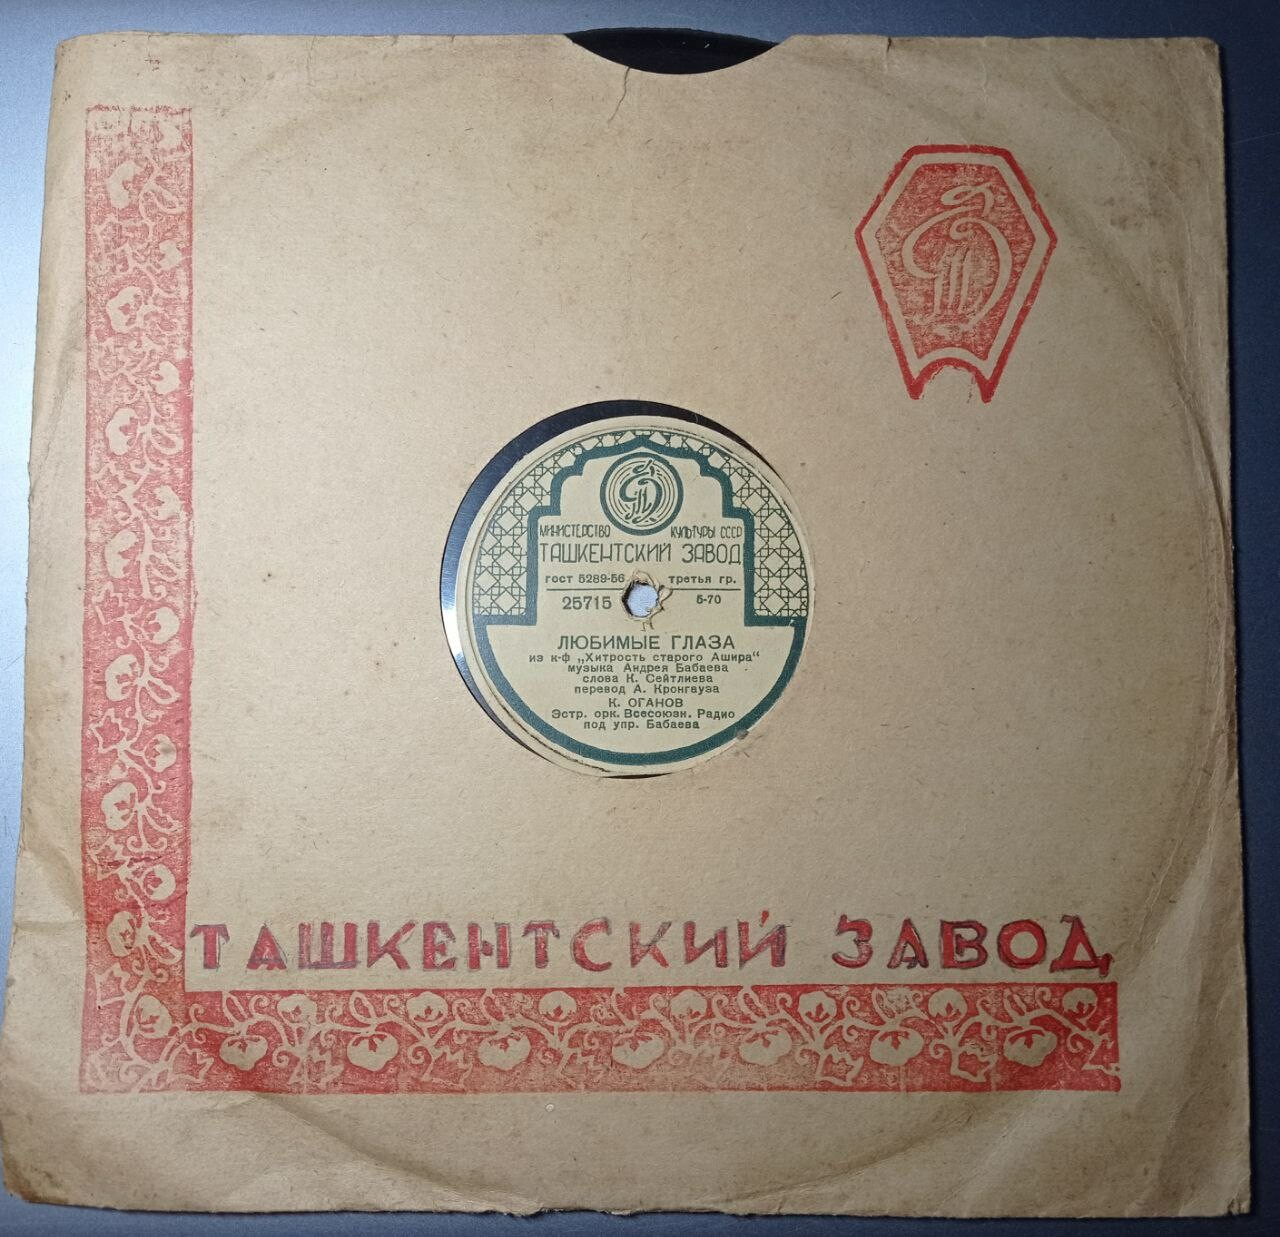 МИНИСТЕРСТВО КУЛЬТУРЫ СССР
ТАШКЕНТСКИЙ ЗАВОД
ГОСТ 5289-56 ТРЕТЬЯ ГР.
25715 5-70
ЛЮБИМЫЕ ГЛАЗА
из к-ф „Хитрость старого Ашира“
музыка Андрея Бабаева
слова К. Сейтлиева
перевод А. Кронгауза
К. ОГАНОВ
Эстр. орк. Всесоюзн. Радио
под упр. Бабаева
ТАШКЕНТСКИЙ ЗАВОД